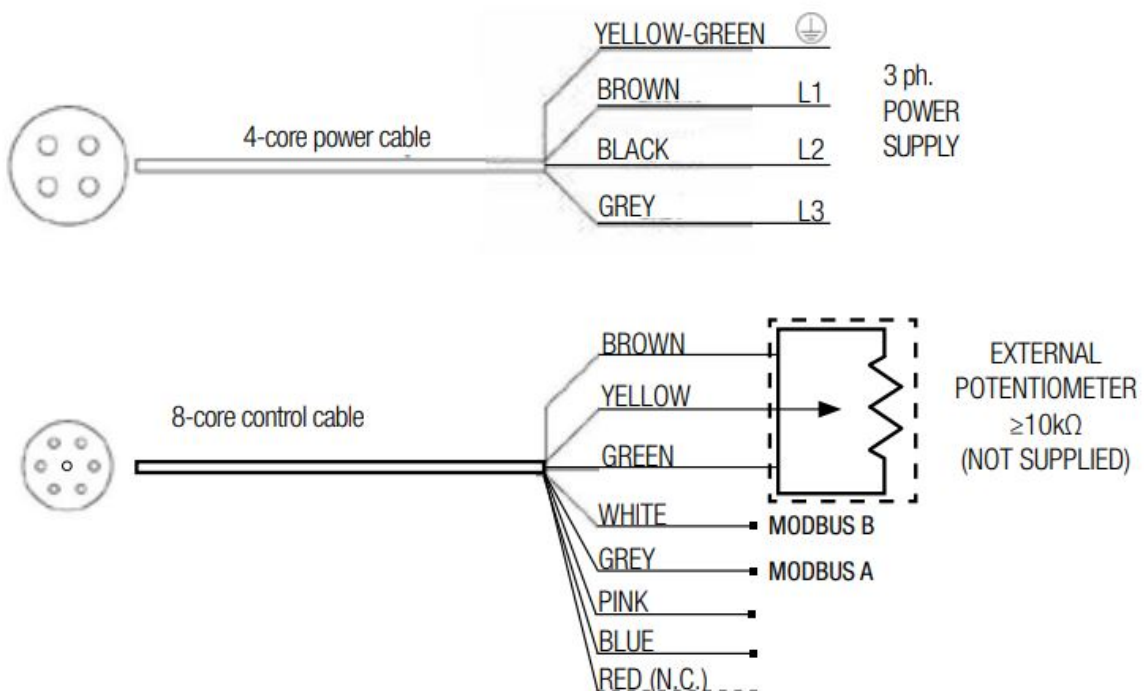 YELLOW-GREEN
BROWN L1
BLACK L2
GREY L3
3 ph.
POWER
SUPPLY
4-core power cable
BROWN
YELLOW
GREEN
WHITE MODBUS B
GREY MODBUS A
PINK
BLUE
RED (N.C.)
8-core control cable
EXTERNAL
POTENTIOMETER
≥10kΩ
(NOT SUPPLIED)